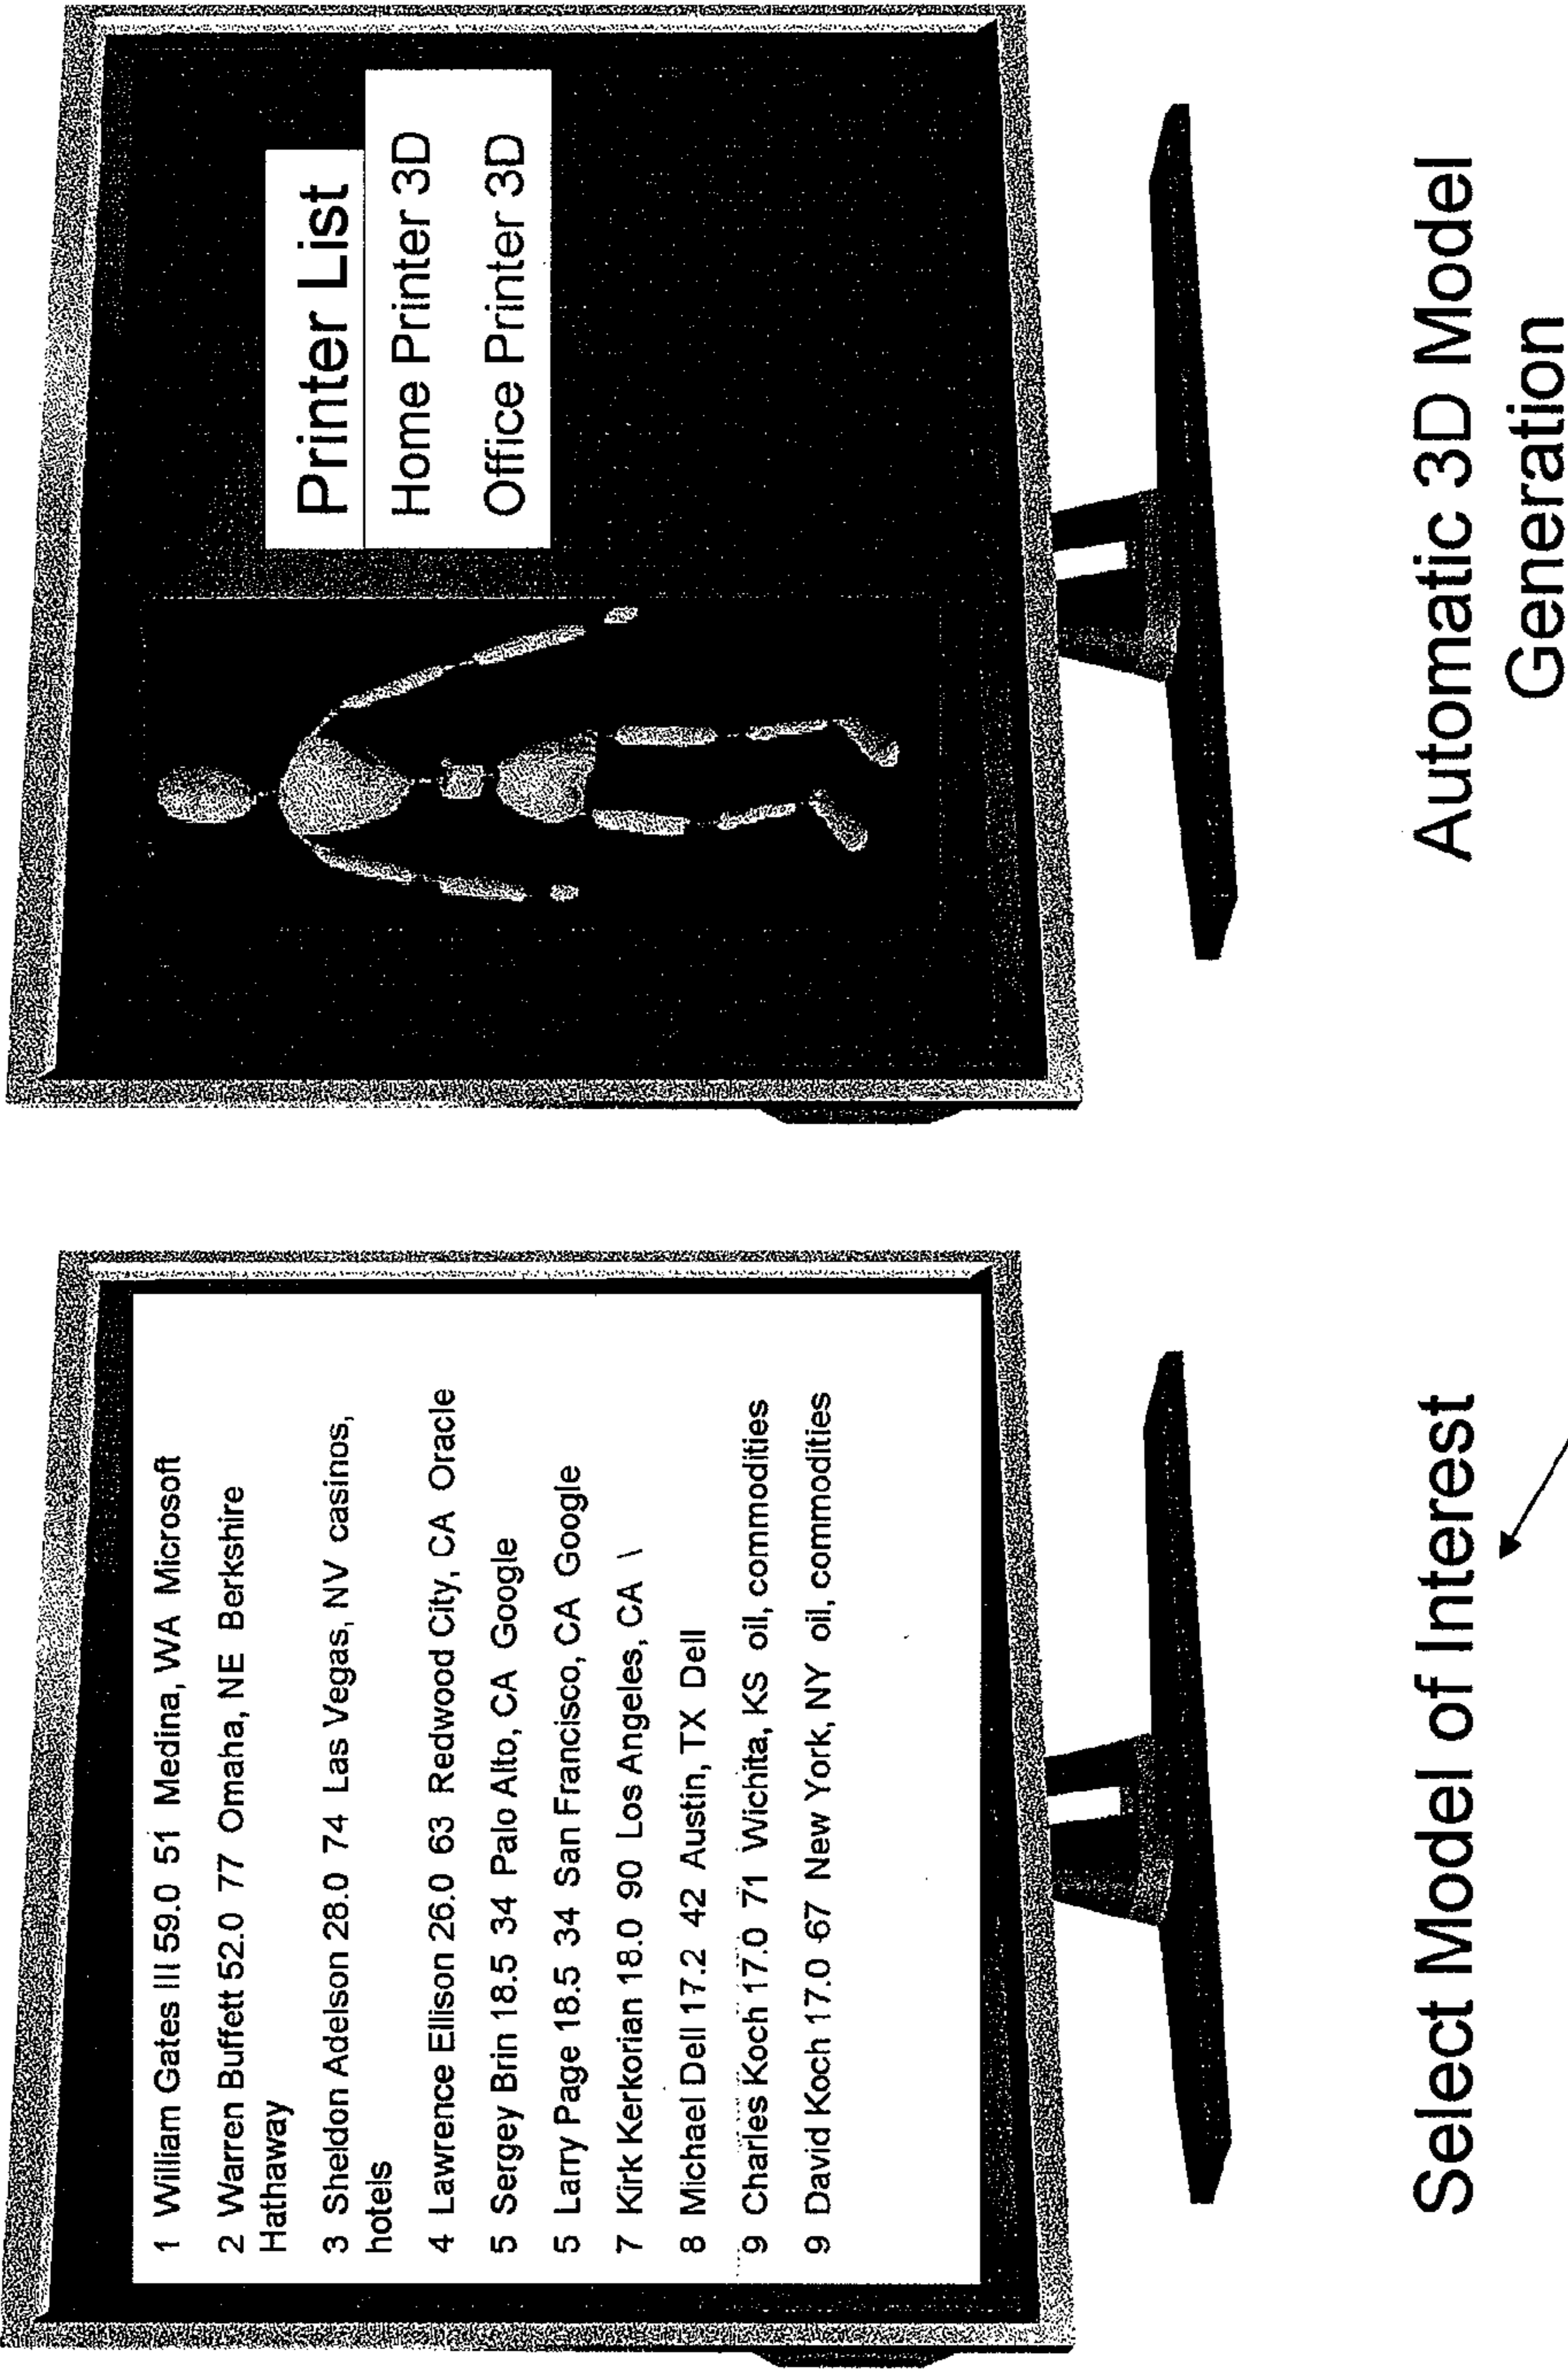 1 William Gates III 59.0 51 Medina, WA Microsoft
2 Warren Buffett 52.0 77 Omaha, NE Berkshire
Hathaway
3 Sheldon Adelson 28.0 74 Las Vegas, NV casinos,
hotels
4 Lawrence Ellison 26.0 63 Redwood City, CA Oracle
5 Sergey Brin 18.5 34 Palo Alto, CA Google
5 Larry Page 18.5 34 San Francisco, CA Google
7 Kirk Kerkorian 18.0 90 Los Angeles, CA \
8 Michael Dell 17.2 42 Austin, TX Dell
9 Charles Koch 17.0 71 Wichita, KS oil, commodities
9 David Koch 17.0 67 New York, NY oil, commodities
Select Model of Interest
Printer List
Home Printer 3D
Office Printer 3D
Automatic 3D Model
Generation